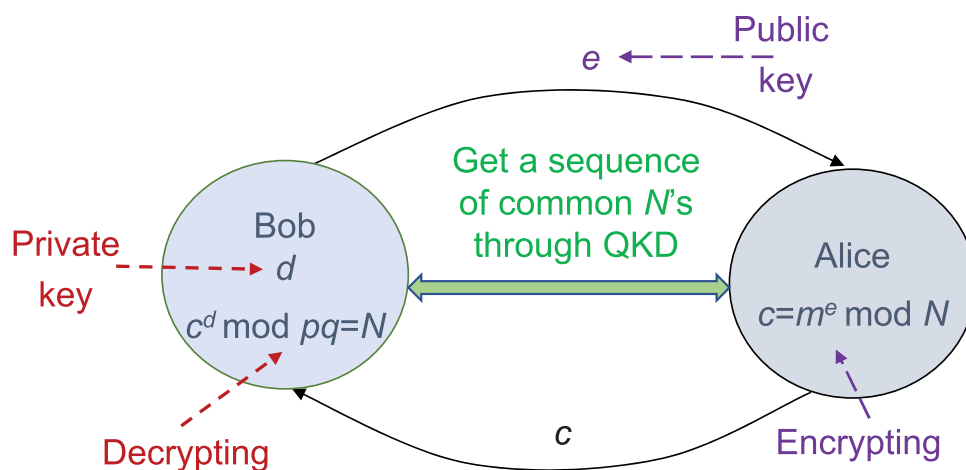 Public
key
e
Get a sequence
of common N's
through QKD
Private
key
Bob
d
c^d mod pq=N
Alice
c=m^e mod N
Decrypting
c
Encrypting